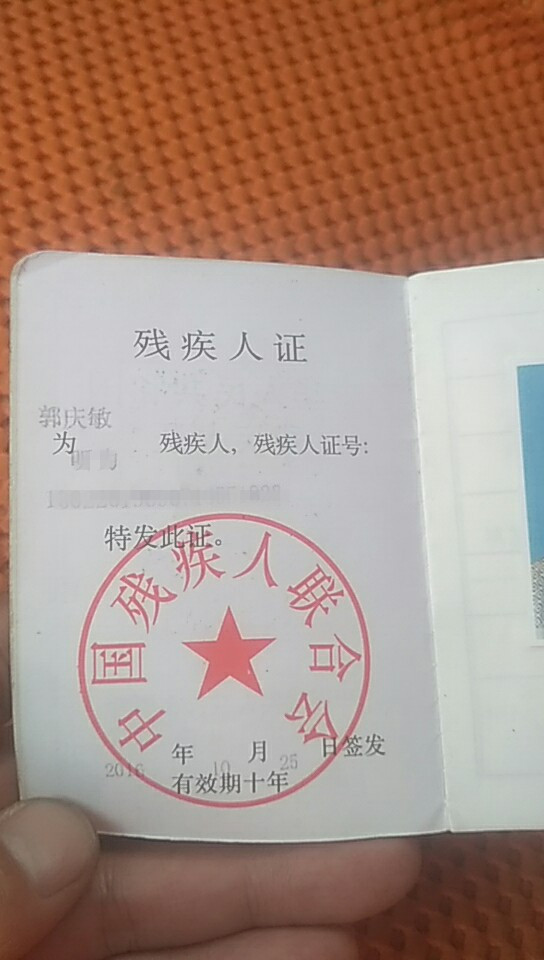 残疾人证
郭庆敏
为 残疾人，残疾人证号:
特发此证。
中国残疾人联合会
2016 年 10 月 25 日签发
有效期十年